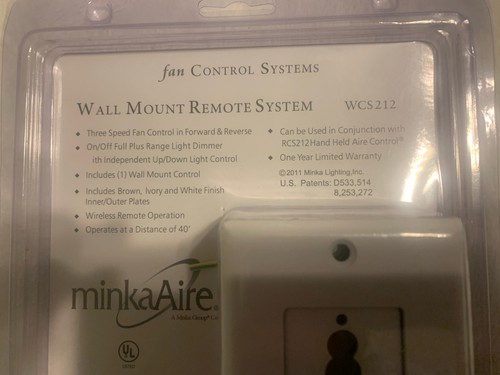 fan CONTROL SYSTEMS
WALL MOUNT REMOTE SYSTEM WCS212
• Three Speed Fan Control in Forward & Reverse
• On/Off Full Plus Range Light Dimmer
ith Independent Up/Down Light Control
• Includes (1) Wall Mount Control
• Includes Brown, Ivory and White Finish
Inner/Outer Plates
• Wireless Remote Operation
• Operates at a Distance of 40'
• Can be Used in Conjunction with
RCS212 Hand Held Aire Control®
• One Year Limited Warranty
©2011 Minka Lighting,Inc.
U.S. Patents: D533,514
8,253,272
minkaAire®
A Minka Group® Co
UL